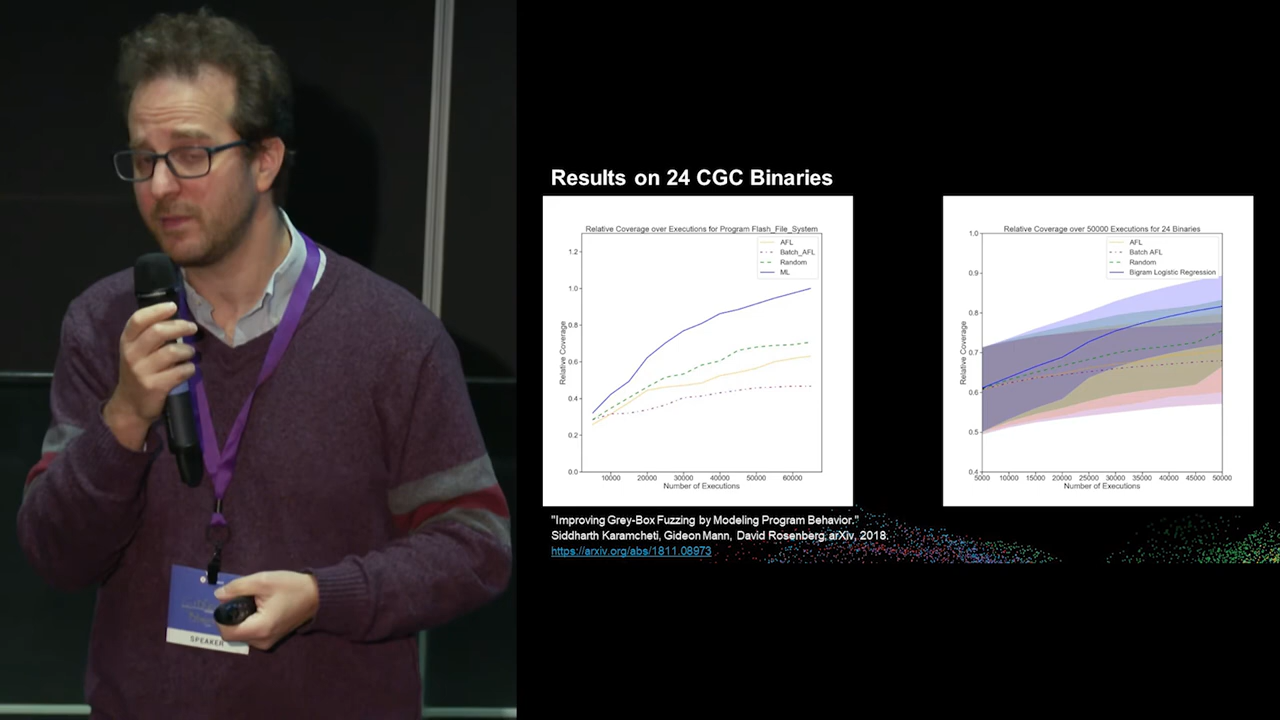 Results on 24 CGC Binaries
Relative Coverage over Executions for Program Flash_File_System
AFL
Batch_AFL
Random
ML
1.2
1.0
0.8
0.6
0.4
0.2
0.0
Relative Coverage
10000 20000 30000 40000 50000 60000
Number of Executions
Relative Coverage over 50000 Executions for 24 Binaries
AFL
Batch AFL
Random
Bigram Logistic Regression
1.0
0.9
0.8
0.7
0.6
0.5
0.4
Relative Coverage
5000 10000 15000 20000 25000 30000 35000 40000 45000 50000
Number of Executions
"Improving Grey-Box Fuzzing by Modeling Program Behavior."
Siddharth Karamcheti, Gideon Mann, David Rosenberg, arXiv, 2018.
https://arxiv.org/abs/1811.08973
SPEAKER